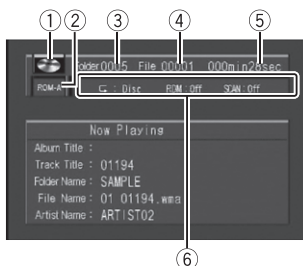 ① ② ③ ④ ⑤
Folder 0005 File 00001 000min28sec
ROM-A : Disc ROM : Off SCAN : Off
Now Playing
Album Title :
Track Title : 01194
Folder Name : SAMPLE
File Name : 01 01194.wma
Artist Name : ARTIST02
⑥